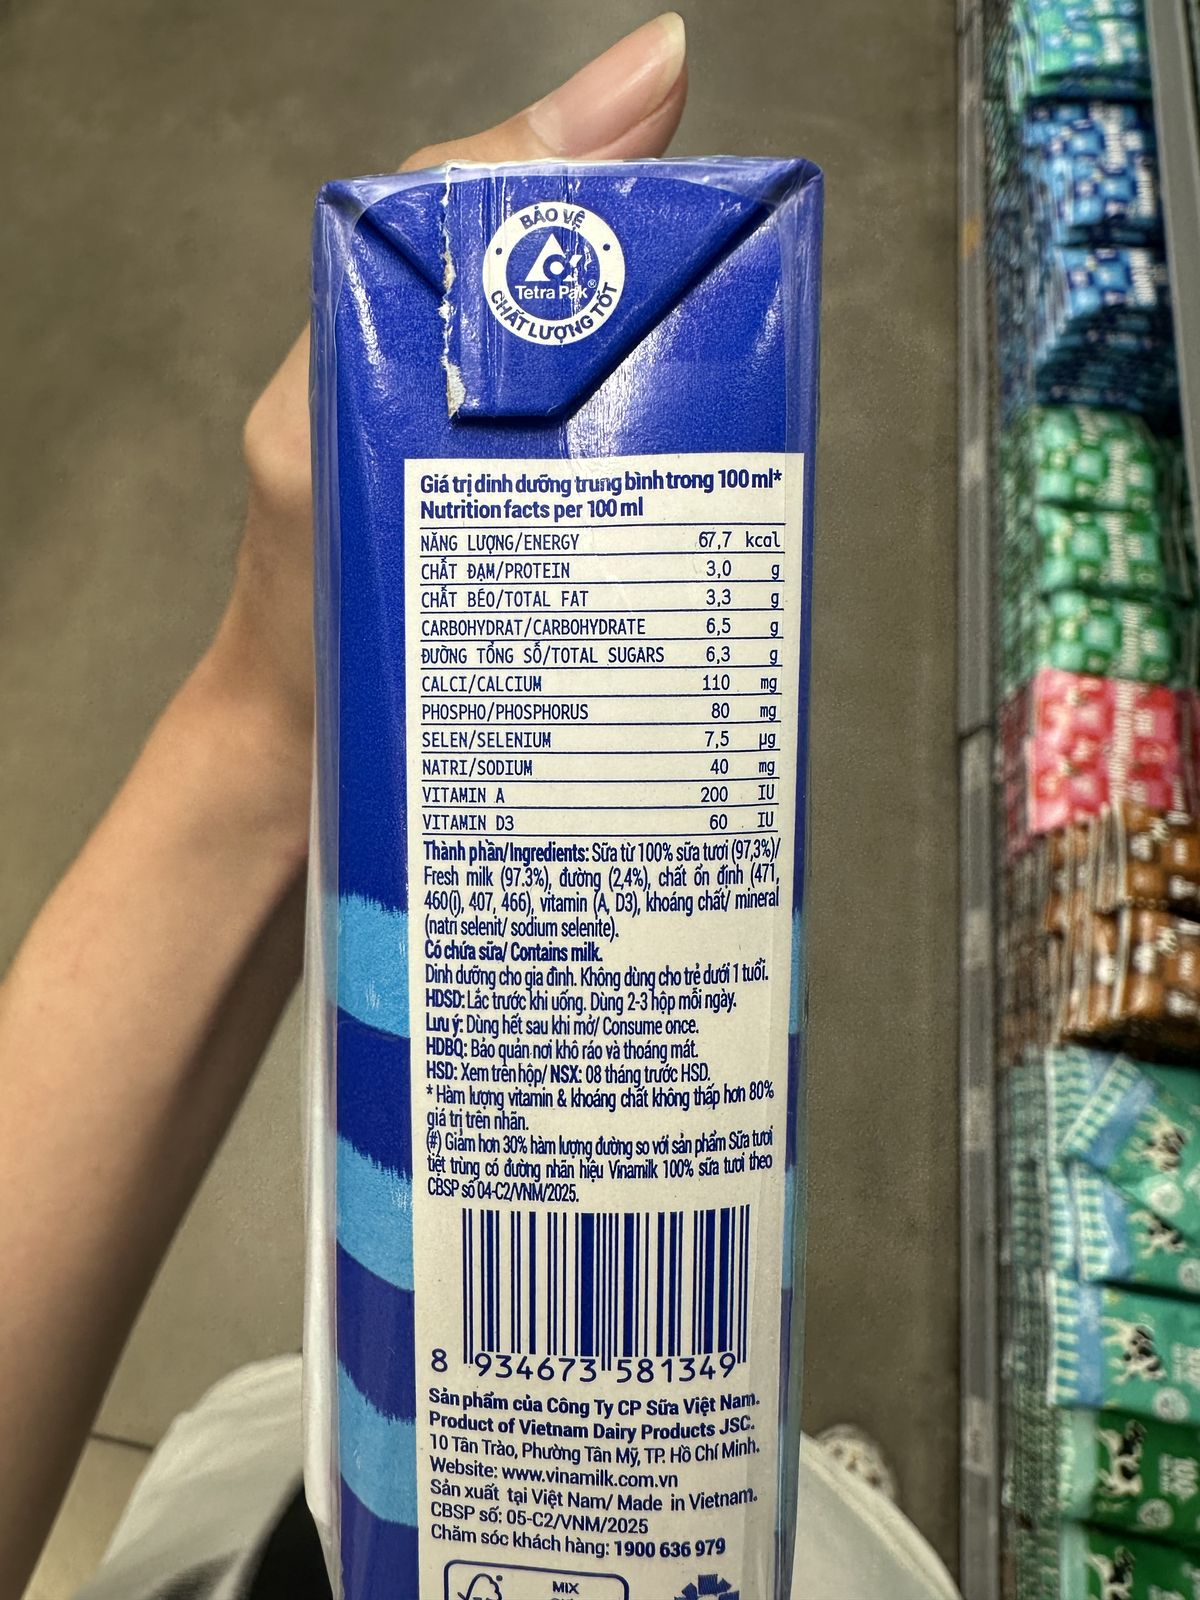 BẢO VỆ
Tetra Pak®
CHẤT LƯỢNG TỐT
Giá trị dinh dưỡng trung bình trong 100 ml*
Nutrition facts per 100 ml
NĂNG LƯỢNG/ENERGY 67,7 kcal
CHẤT ĐẠM/PROTEIN 3,0 g
CHẤT BÉO/TOTAL FAT 3,3 g
CARBOHYDRAT/CARBOHYDRATE 6,5 g
ĐƯỜNG TỔNG SỐ/TOTAL SUGARS 6,3 g
CALCI/CALCIUM 110 mg
PHOSPHO/PHOSPHORUS 80 mg
SELEN/SELENIUM 7,5 µg
NATRI/SODIUM 40 mg
VITAMIN A 200 IU
VITAMIN D3 60 IU
Thành phần/Ingredients: Sữa từ 100% sữa tươi (97,3%)/
Fresh milk (97.3%), đường (2,4%), chất ổn định (471,
460(i), 407, 466), vitamin (A, D3), khoáng chất/ mineral
(natri selenit/ sodium selenite).
Có chứa sữa/ Contains milk.
Dinh dưỡng cho gia đình. Không dùng cho trẻ dưới 1 tuổi.
HDSD: Lắc trước khi uống. Dùng 2-3 hộp mỗi ngày.
Lưu ý: Dùng hết sau khi mở/ Consume once.
HDBQ: Bảo quản nơi khô ráo và thoáng mát.
HSD: Xem trên hộp/ NSX: 08 tháng trước HSD.
* Hàm lượng vitamin & khoáng chất không thấp hơn 80%
giá trị trên nhãn.
(#) Giảm hơn 30% hàm lượng đường so với sản phẩm Sữa tươi
tiệt trùng có đường nhãn hiệu Vinamilk 100% sữa tươi theo
CBSP số 04-C2/VNM/2025.
8 934673 581349
Sản phẩm của Công Ty CP Sữa Việt Nam.
Product of Vietnam Dairy Products JSC.
10 Tân Trào, Phường Tân Mỹ, TP. Hồ Chí Minh.
Website: www.vinamilk.com.vn
Sản xuất tại Việt Nam/ Made in Vietnam.
CBSP số: 05-C2/VNM/2025
Chăm sóc khách hàng: 1900 636 979
MIX